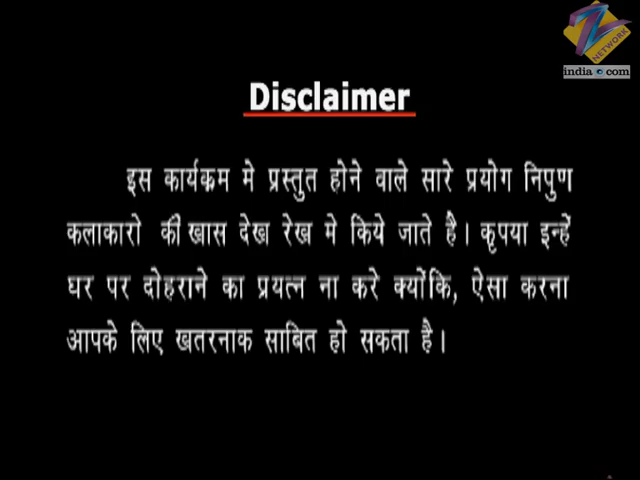 Z
NETWORK
india.com
Disclaimer
इस कार्यक्रम मे प्रस्तुत होने वाले सारे प्रयोग निपुण
कलाकारो की खास देख रेख मे किये जाते है। कृपया इन्हें
घर पर दोहराने का प्रयत्न ना करे क्योंकि, ऐसा करना
आपके लिए खतरनाक साबित हो सकता है।